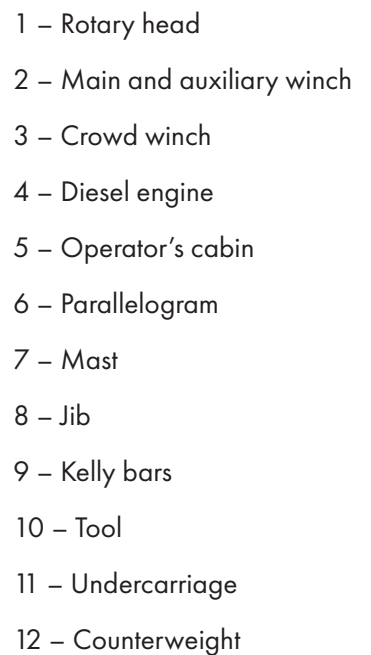 1 – Rotary head
2 – Main and auxiliary winch
3 – Crowd winch
4 – Diesel engine
5 – Operator’s cabin
6 – Parallelogram
7 – Mast
8 – Jib
9 – Kelly bars
10 – Tool
11 – Undercarriage
12 – Counterweight